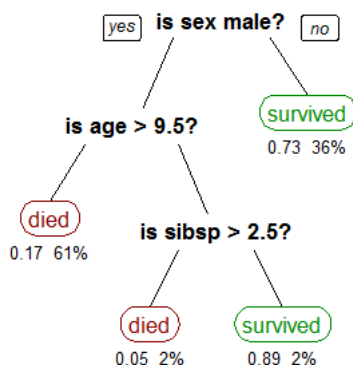 yes is sex male? no
is age > 9.5?
survived
0.73 36%
died
0.17 61%
is sibsp > 2.5?
died survived
0.05 2% 0.89 2%